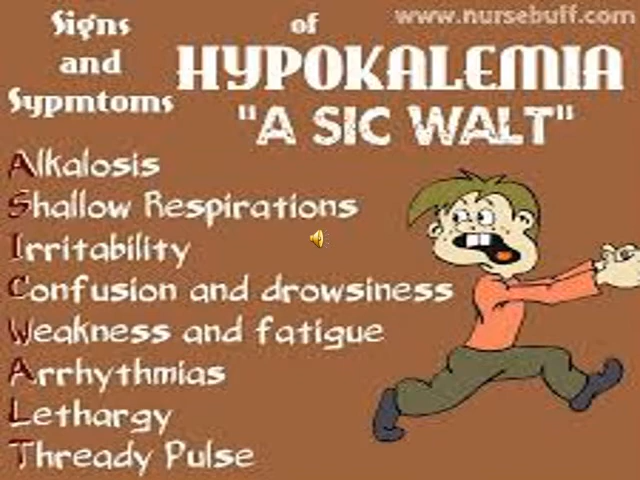 www.nursebuff.com
Signs
and
Sypmtoms
of
HYPOKALEMIA
"A SIC WALT"
Alkalosis
Shallow Respirations
Irritability
Confusion and drowsiness
Weakness and fatigue
Arrhythmias
Lethargy
Thready Pulse